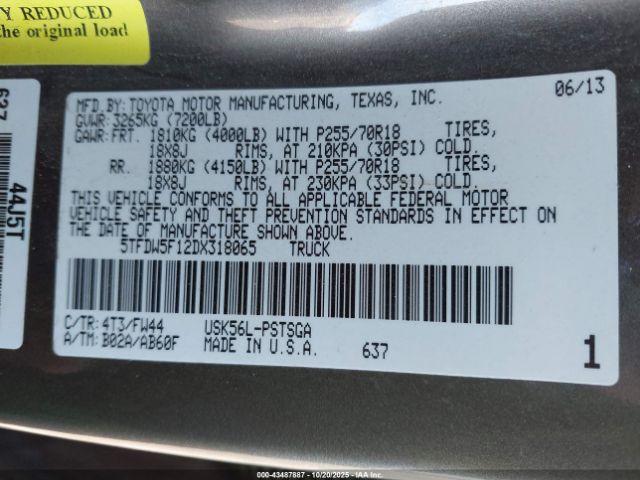 Y REDUCED
the original load
637
44J5T
MFD.BY: TOYOTA MOTOR MANUFACTURING, TEXAS, INC. 06/13
GVWR: 3265KG (7200LB)
GAWR: FRT. 1810KG (4000LB) WITH P255/70R18 TIRES,
18X8J RIMS, AT 210KPA (30PSI) COLD.
RR. 1880KG (4150LB) WITH P255/70R18 TIRES,
18X8J RIMS, AT 230KPA (33PSI) COLD.
THIS VEHICLE CONFORMS TO ALL APPLICABLE FEDERAL MOTOR
VEHICLE SAFETY AND THEFT PREVENTION STANDARDS IN EFFECT ON
THE DATE OF MANUFACTURE SHOWN ABOVE.
5TFDW5F12DX318065 TRUCK
C/TR: 4T3/FW44 USK56L-PSTSGA
A/TM: B02A/AB60F MADE IN U.S.A. 637 1
000 - 43487887 - 10/20/2025 - IAA Inc.